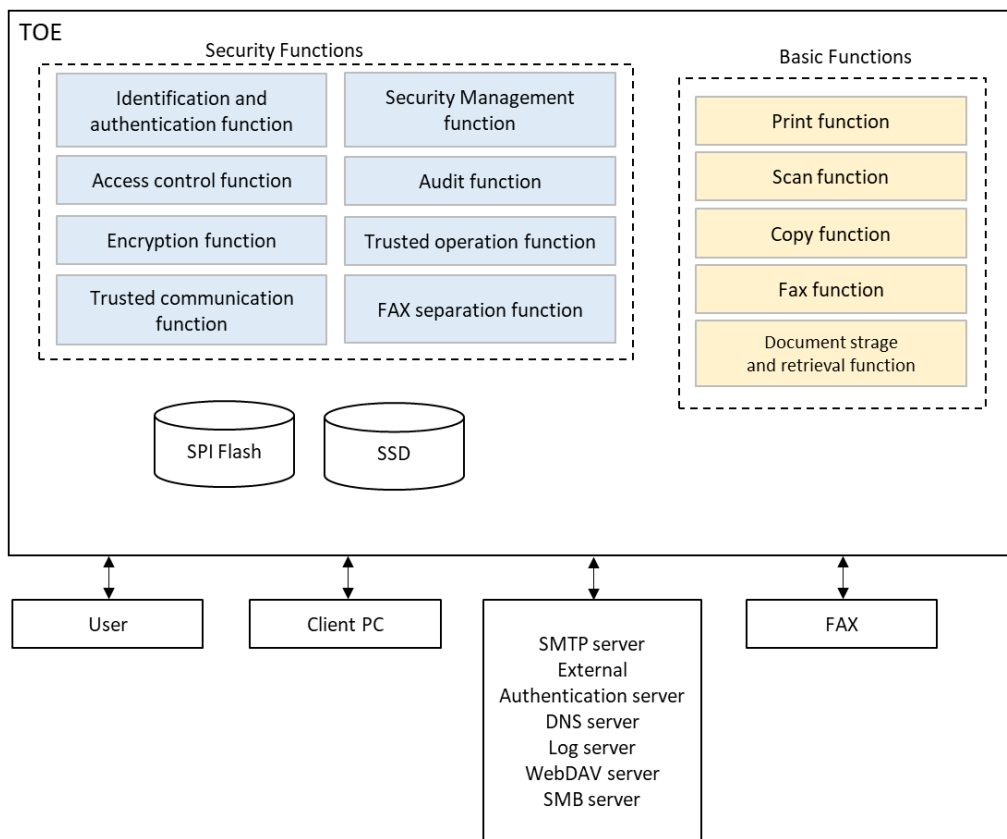 TOE
Security Functions
Identification and
authentication function
Security Management
function
Access control function
Audit function
Encryption function
Trusted operation function
Trusted communication
function
FAX separation function
Basic Functions
Print function
Scan function
Copy function
Fax function
Document strage
and retrieval function
SPI Flash
SSD
User
Client PC
SMTP server
External
Authentication server
DNS server
Log server
WebDAV server
SMB server
FAX